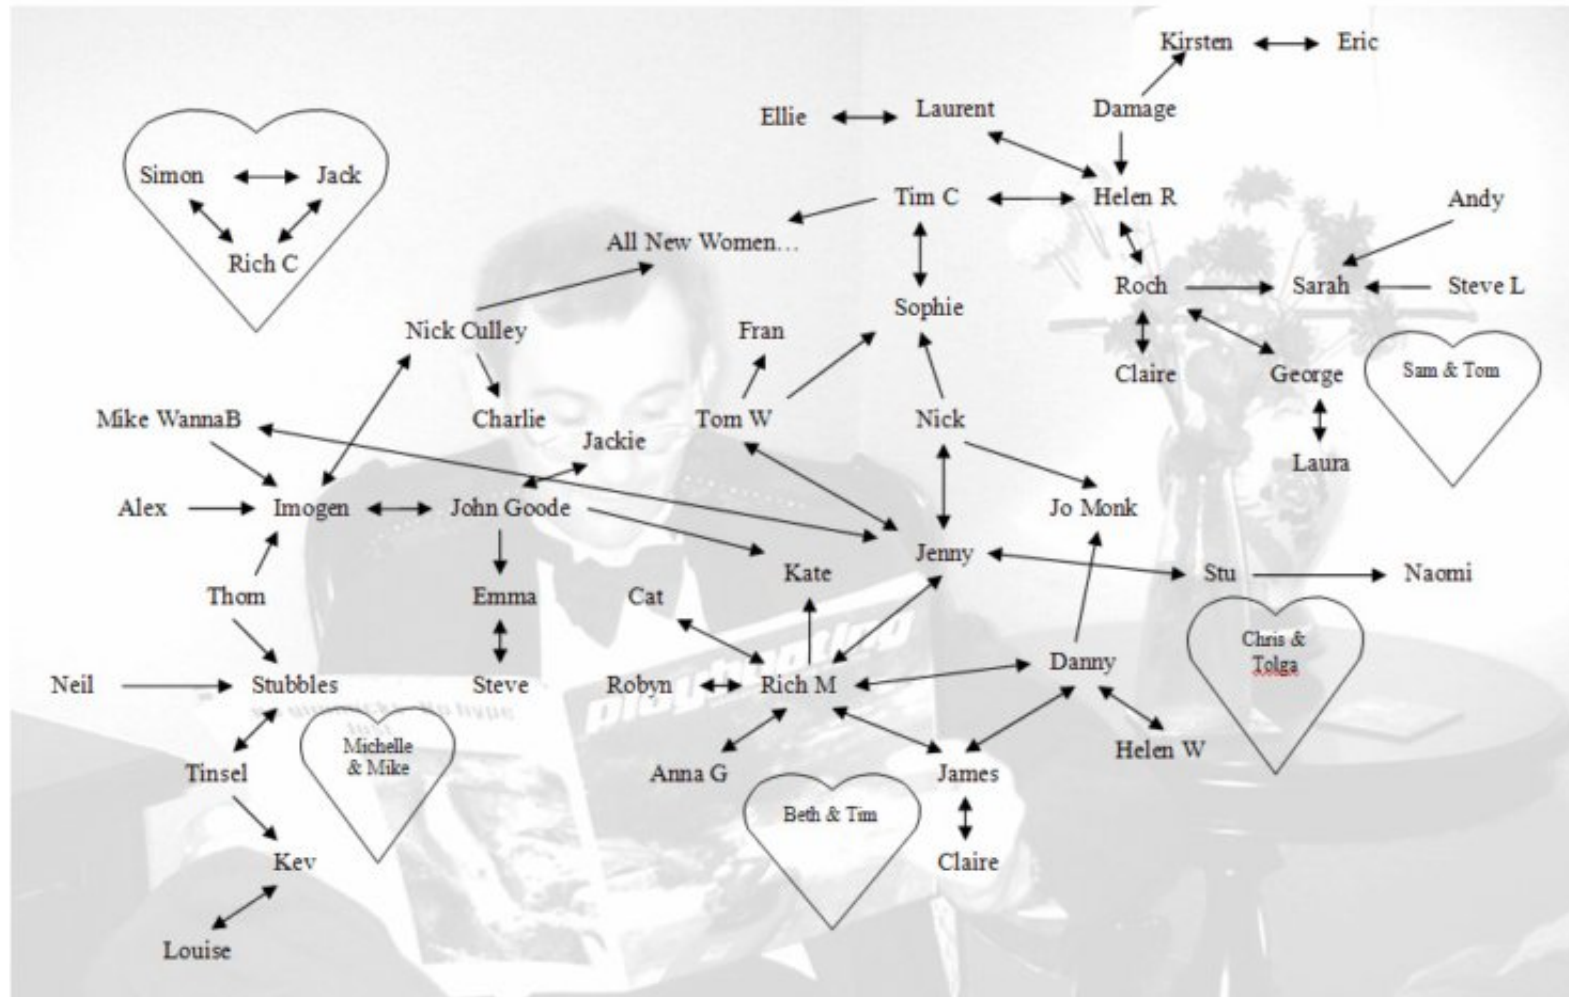 Kirsten
Eric
Ellie
Laurent
Damage
Simon
Jack
Tim C
Helen R
Andy
All New Women...
Rich C
Roch
Sarah
Steve L
Sophie
Nick Culley
Fran
Claire
George
Sam & Tom
Mike WannaB
Charlie
Tom W
Nick
Jackie
Laura
Alex
Imogen
John Goode
Jo Monk
Jenny
Kate
Stu
Naomi
Thom
Emma
Cat
Chris &
Tolga
Danny
Neil
Stubbles
Steve
Robyn
Rich M
Michelle
& Mike
Helen W
Tinsel
Anna G
James
Beth & Tim
Kev
Claire
Louise